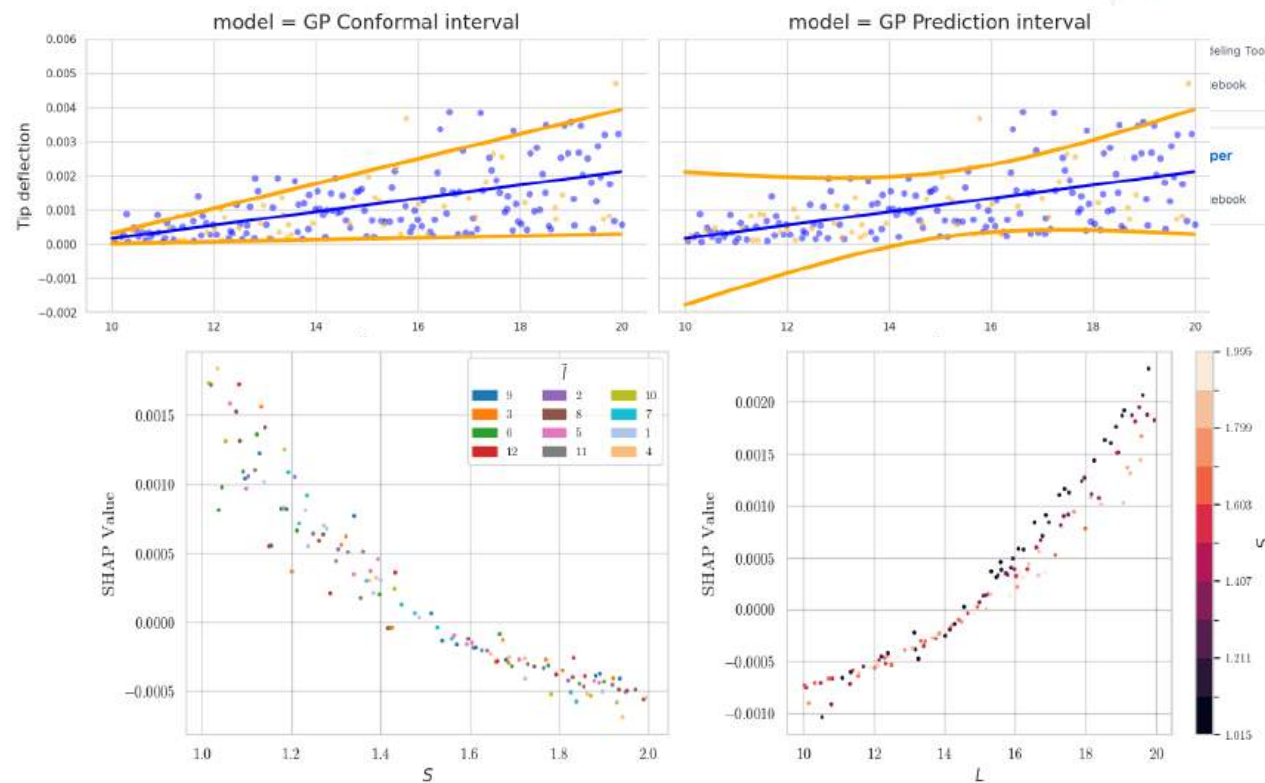 model = GP Conformal interval
model = GP Prediction interval
0.006
0.005
0.004
0.003
0.002
0.001
0.000
−0.001
−0.002
Tip deflection
10 12 14 16 18 20
10 12 14 16 18 20
deling Too
ebook
per
ebook
0.0015
0.0010
0.0005
0.0000
−0.0005
SHAP Value
1.0 1.2 1.4 1.6 1.8 2.0
S
Ī
9 2 10
3 8 7
6 5 1
12 11 4
0.0020
0.0015
0.0010
0.0005
0.0000
−0.0005
−0.0010
SHAP Value
10 12 14 16 18 20
L
1.995
1.799
1.603
1.407
1.211
1.015